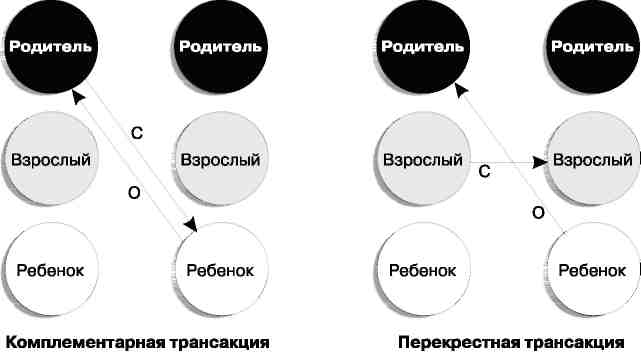 Родитель Родитель Родитель Родитель
С
Взрослый Взрослый Взрослый С Взрослый
О О
Ребенок Ребенок Ребенок Ребенок
Комплементарная трансакция Перекрестная трансакция